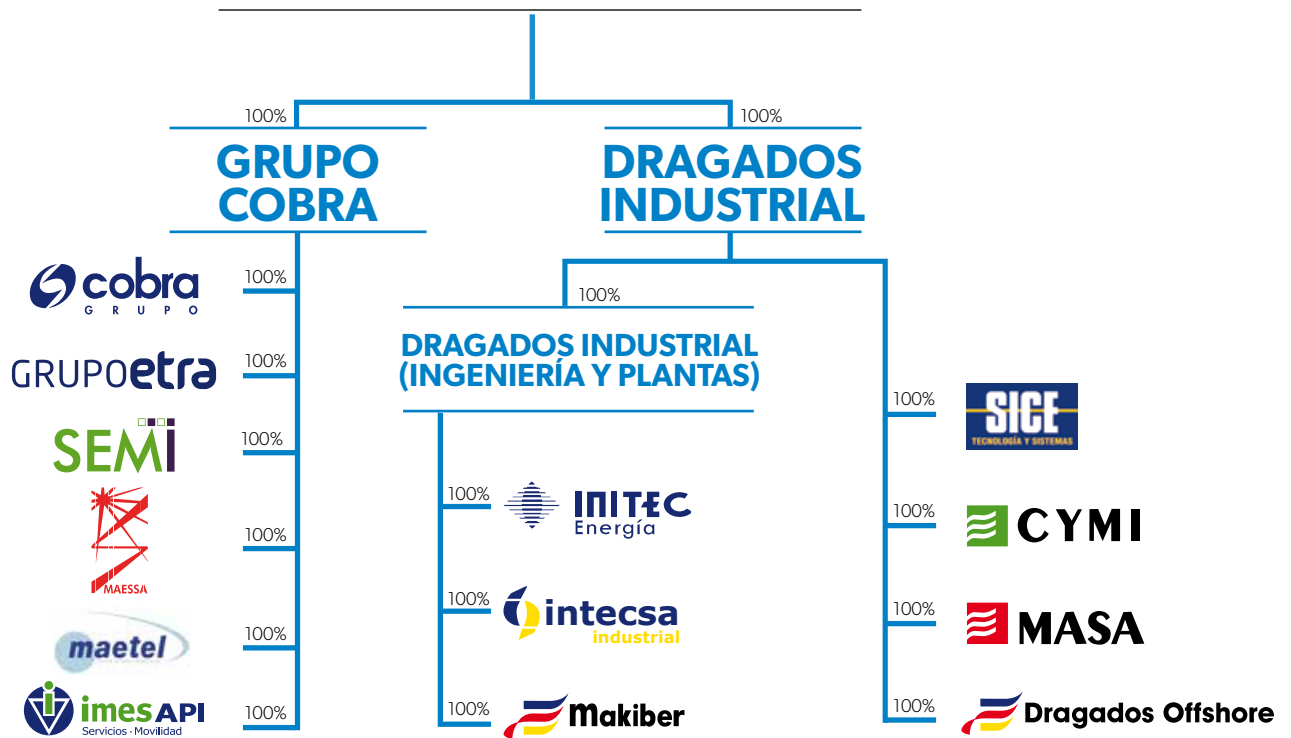 100%
100%
GRUPO
COBRA
DRAGADOS
INDUSTRIAL
100%
cobra
GRUPO
100%
GRUPOetra
100%
SEMI
100%
MAESSA
100%
maetel
100%
imesAPI
Servicios · Movilidad
100%
100%
DRAGADOS INDUSTRIAL
(INGENIERÍA Y PLANTAS)
100%
INITEC
Energía
100%
intecsa
industrial
100%
Makiber
100%
SICE
TECNOLOGÍA Y SISTEMAS
100%
CYMI
100%
MASA
100%
Dragados Offshore